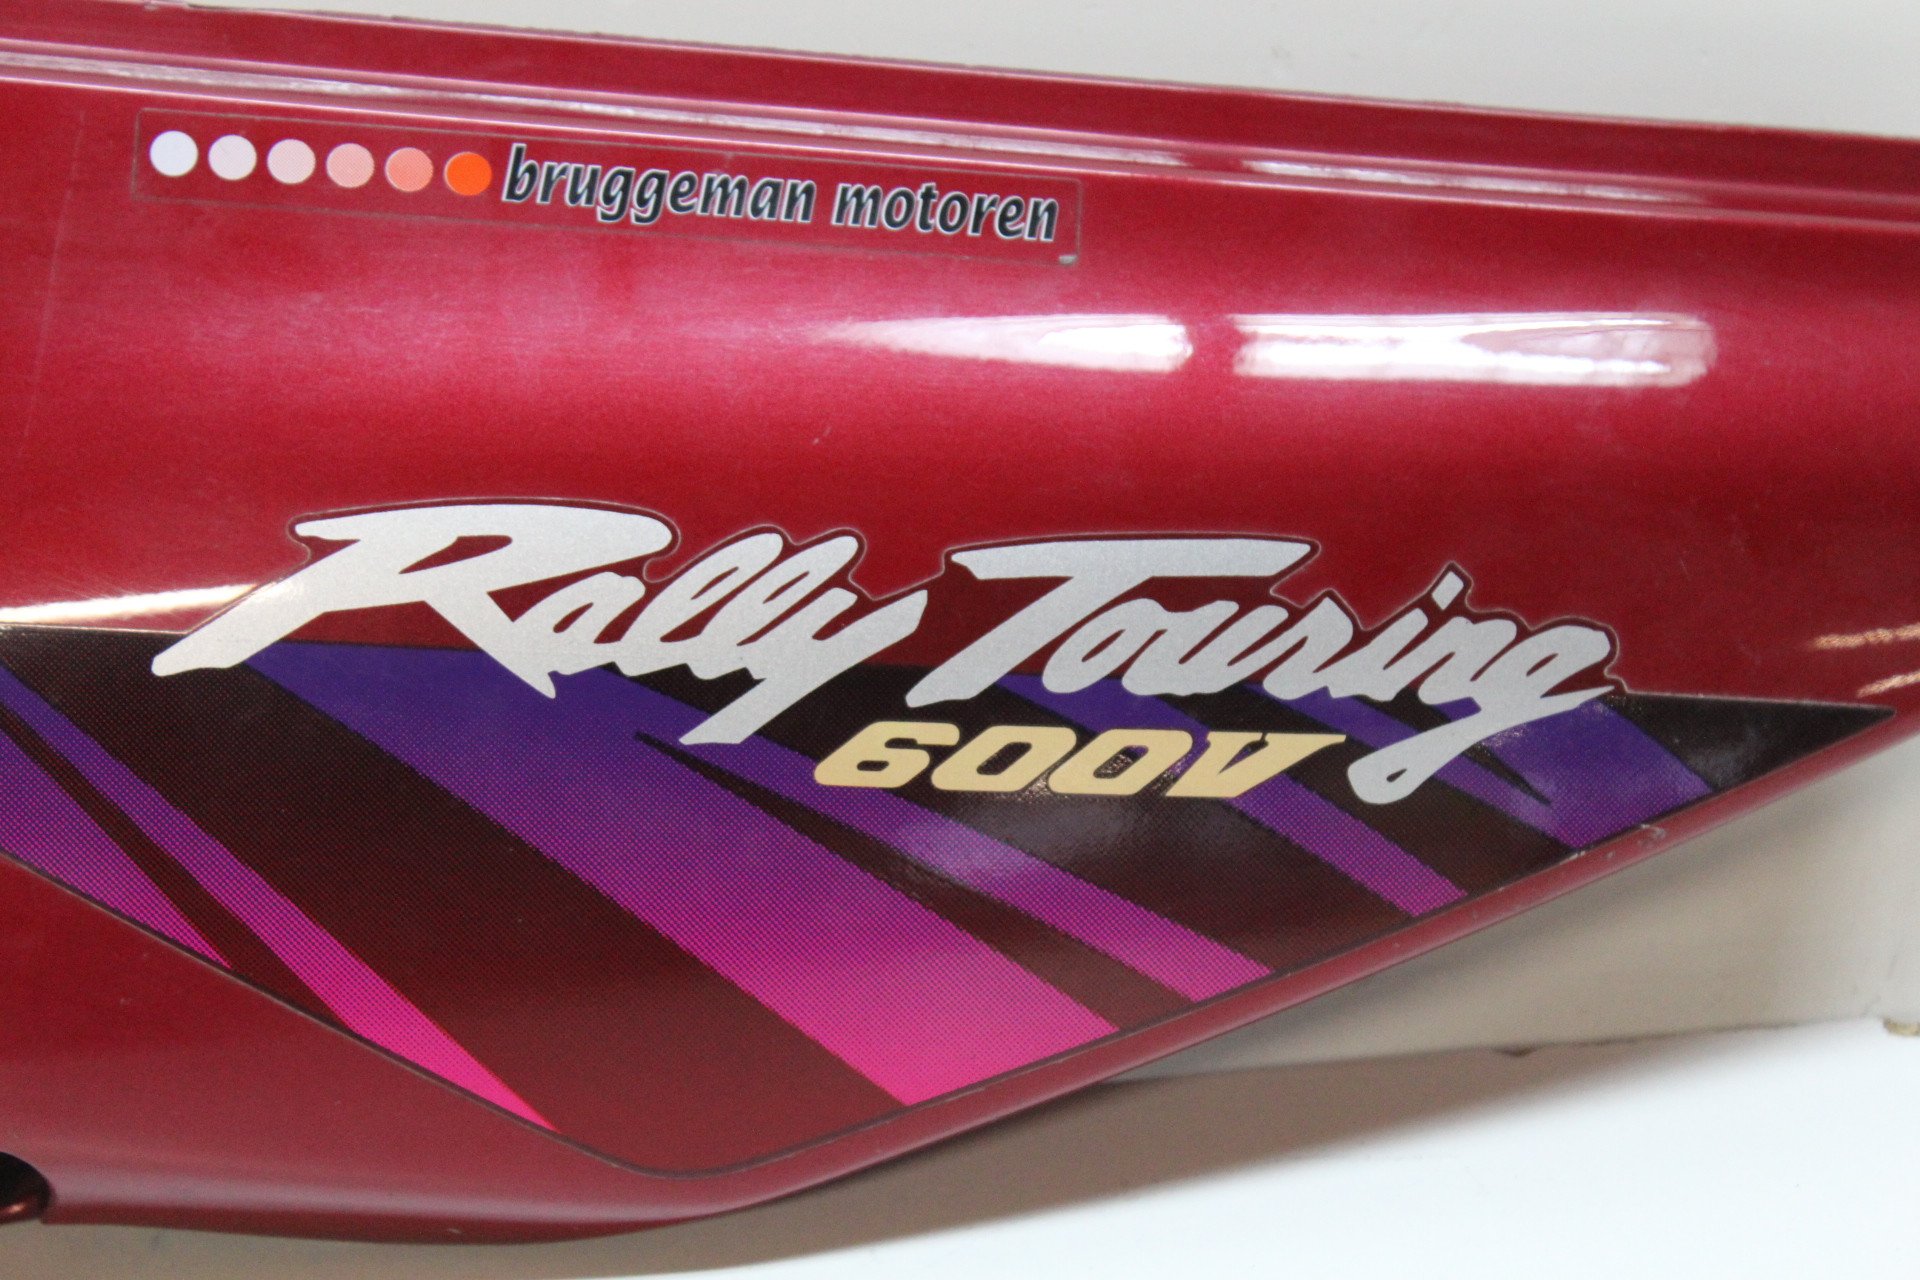 bruggeman motoren
Rally Touring
600V